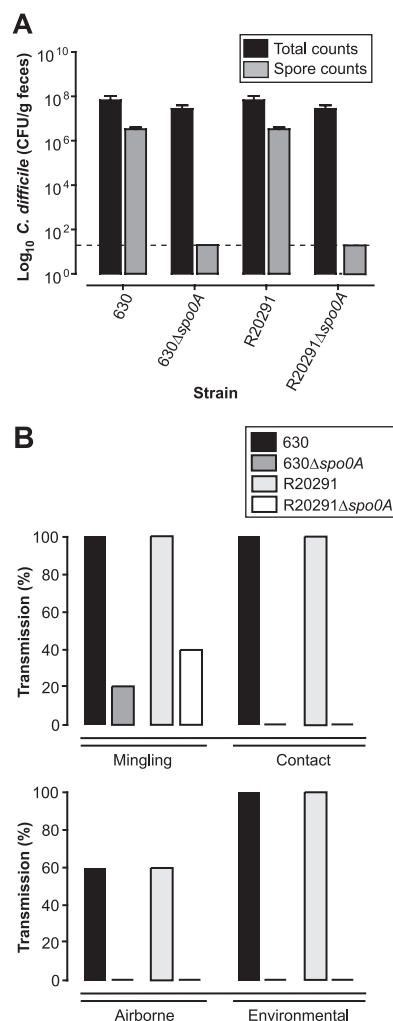 A
Total counts
Spore counts
Log10 C. difficile (CFU/g feces)
10^10
10^8
10^6
10^4
10^2
10^0
630
630Δspo0A
R20291
R20291Δspo0A
Strain
B
630
630Δspo0A
R20291
R20291Δspo0A
Transmission (%)
100
80
60
40
20
0
Mingling
Contact
Transmission (%)
100
80
60
40
20
0
Airborne
Environmental